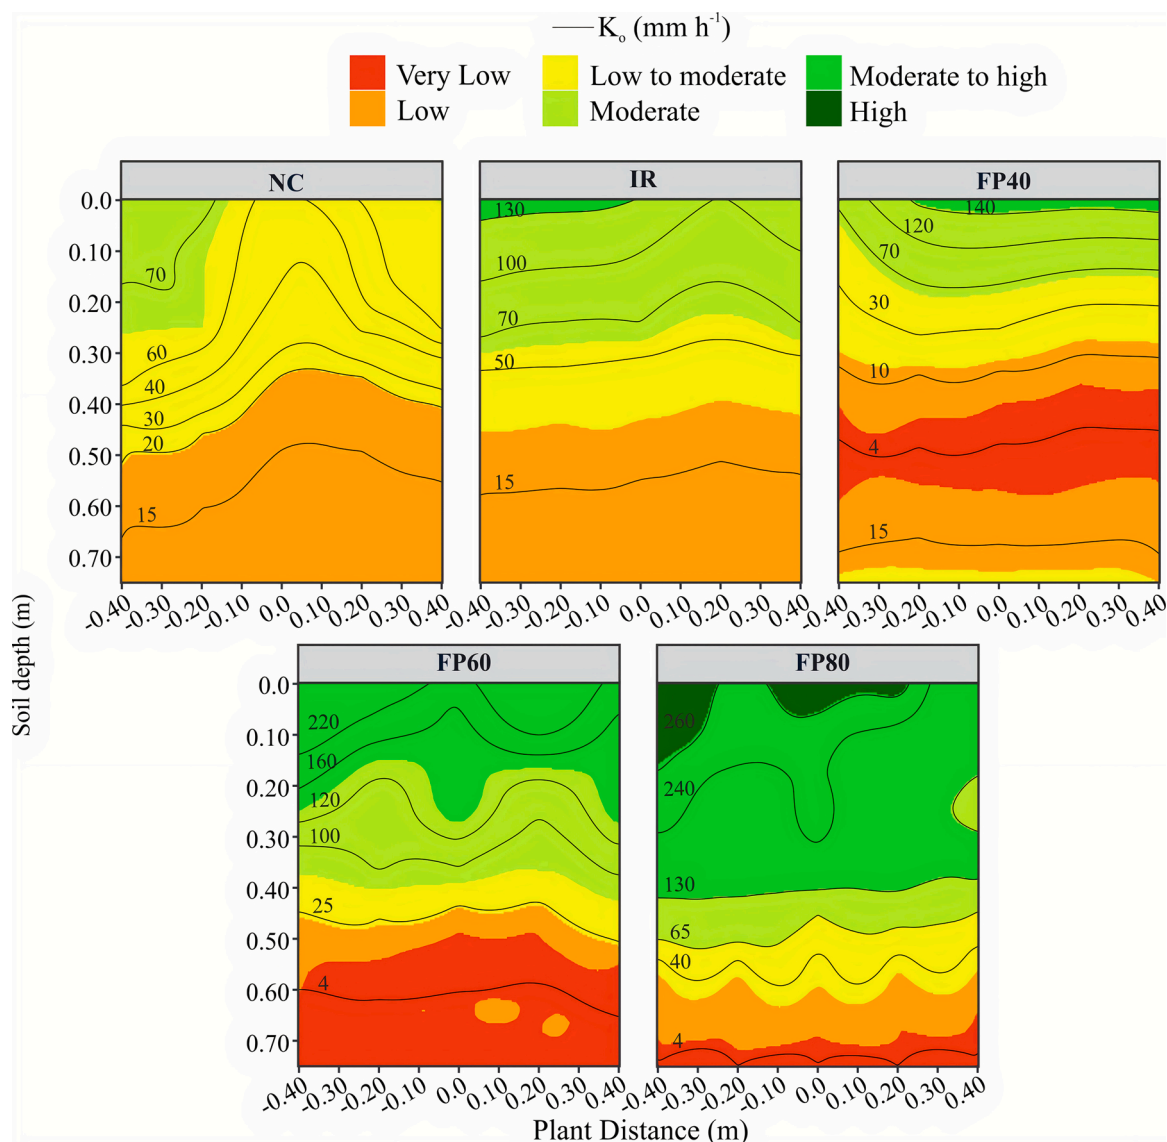 K₀ (mm h⁻¹)
Very Low Low to moderate Moderate to high
Low Moderate High
NC IR FP40
0.0 0.10 0.20 0.30 0.40 0.50 0.60 0.70
70 60 40 30 20 15
130 100 70 50 15
140 120 70 30 10 4 15
-0.40 -0.30 -0.20 -0.10 0.0 0.10 0.20 0.30 0.40
-0.40 -0.30 -0.20 -0.10 0.0 0.10 0.20 0.30 0.40
-0.40 -0.30 -0.20 -0.10 0.0 0.10 0.20 0.30 0.40
Soil depth (m)
FP60 FP80
0.0 0.10 0.20 0.30 0.40 0.50 0.60 0.70
220 160 120 100 25 4
260 240 130 65 40 4
-0.40 -0.30 -0.20 -0.10 0.0 0.10 0.20 0.30 0.40
-0.40 -0.30 -0.20 -0.10 0.0 0.10 0.20 0.30 0.40
Plant Distance (m)